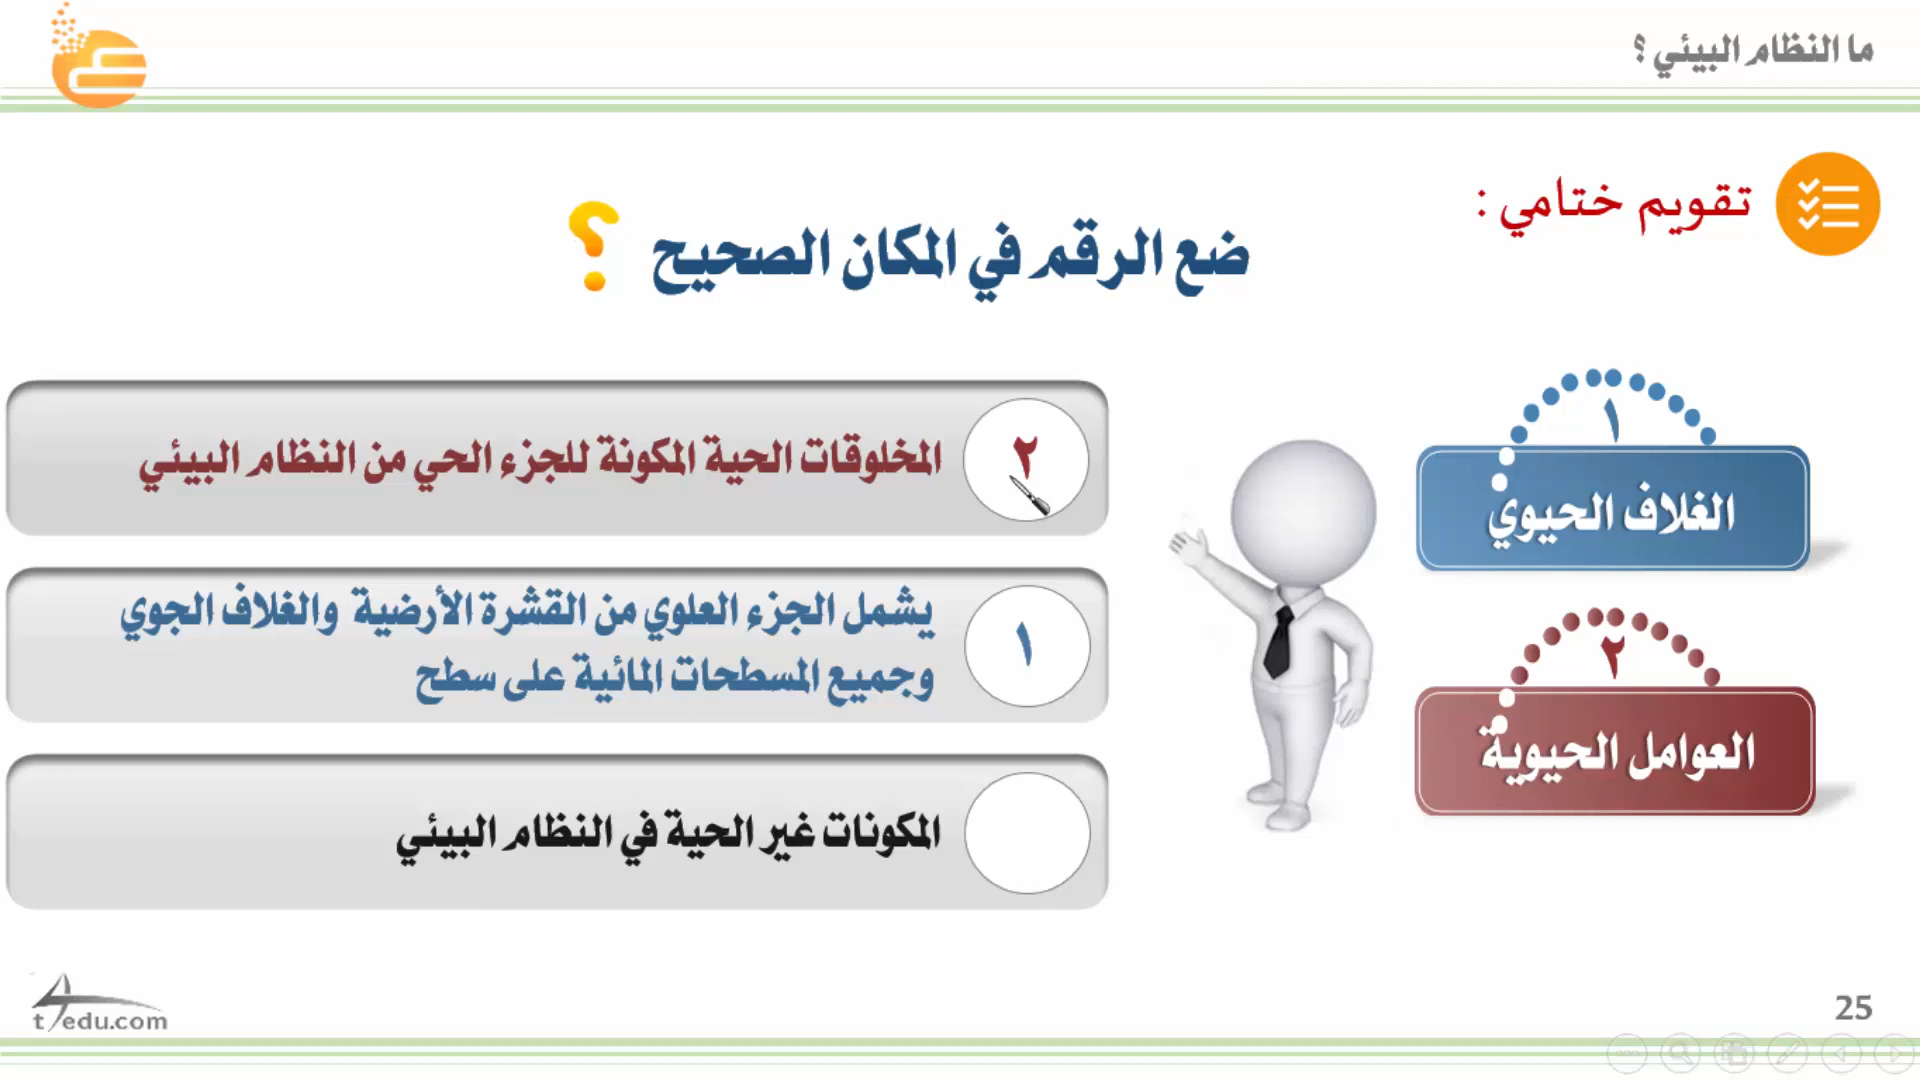 ما النظام البيئي ؟
تقويم ختامي :
ضع الرقم في المكان الصحيح ؟
١
الغلاف الحيوي
٢
العوامل الحيوية
٢
المخلوقات الحية المكونة للجزء الحي من النظام البيئي
١
يشمل الجزء العلوي من القشرة الأرضية والغلاف الجوي
وجميع المسطحات المائية على سطح
المكونات غير الحية في النظام البيئي
t4edu.com
25